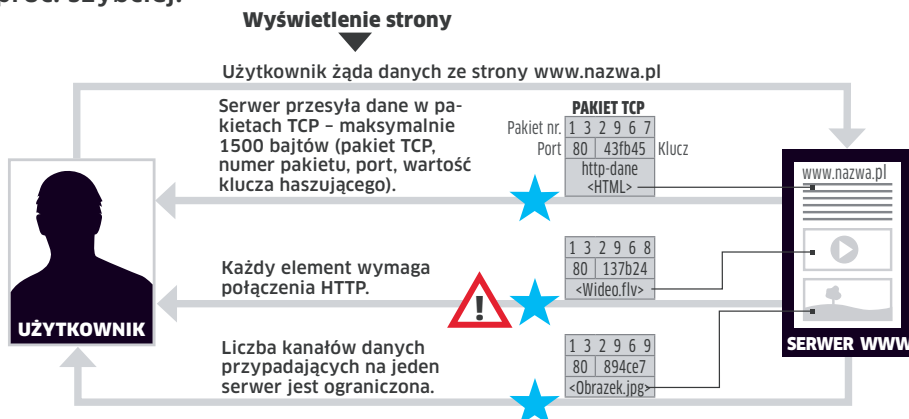 proc. szybciej.
Wyświetlenie strony
Użytkownik żąda danych ze strony www.nazwa.pl
Serwer przesyła dane w pa-
kietach TCP – maksymalnie
1500 bajtów (pakiet TCP,
numer pakietu, port, wartość
klucza haszującego).
PAKIET TCP
Pakiet nr. 1 3 2 9 6 7
Port 80 43fb45 Klucz
http-dane
<HTML>
www.nazwa.pl
Każdy element wymaga
połączenia HTTP.
!
1 3 2 9 6 8
80 137b24
<Wideo.flv>
UŻYTKOWNIK
SERWER WWW
Liczba kanałów danych
przypadających na jeden
serwer jest ograniczona.
1 3 2 9 6 9
80 894ce7
<Obrazek.jpg>